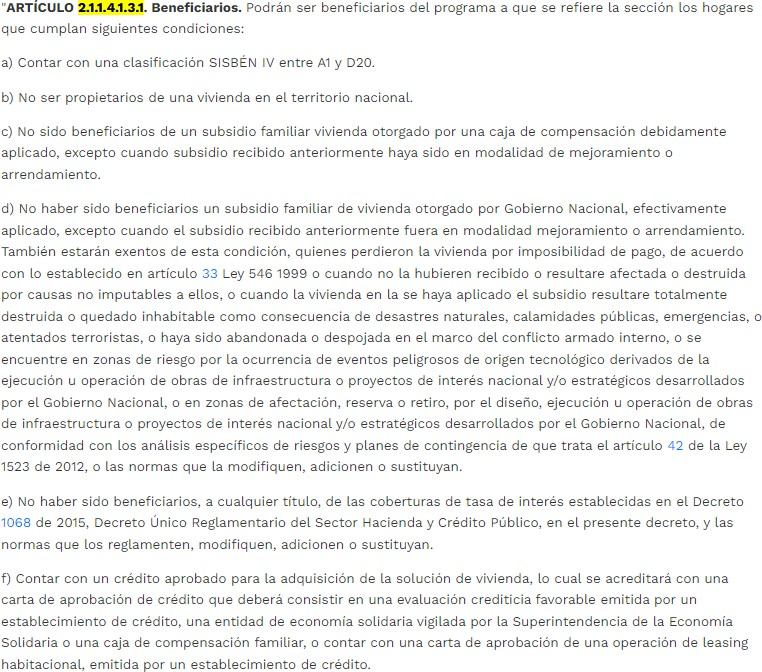 "ARTÍCULO 2.1.1.4.1.3.1. Beneficiarios. Podrán ser beneficiarios del programa a que se refiere la sección los hogares
que cumplan siguientes condiciones:
a) Contar con una clasificación SISBÉN IV entre A1 y D20.
b) No ser propietarios de una vivienda en el territorio nacional.
c) No sido beneficiarios de un subsidio familiar vivienda otorgado por una caja de compensación debidamente
aplicado, excepto cuando subsidio recibido anteriormente haya sido en modalidad de mejoramiento o
arrendamiento.
d) No haber sido beneficiarios un subsidio familiar de vivienda otorgado por Gobierno Nacional, efectivamente
aplicado, excepto cuando el subsidio recibido anteriormente fuera en modalidad mejoramiento o arrendamiento.
También estarán exentos de esta condición, quienes perdieron la vivienda por imposibilidad de pago, de acuerdo
con lo establecido en artículo 33 Ley 546 1999 o cuando no la hubieren recibido o resultare afectada o destruida
por causas no imputables a ellos, o cuando la vivienda en la se haya aplicado el subsidio resultare totalmente
destruida o quedado inhabitable como consecuencia de desastres naturales, calamidades públicas, emergencias, o
atentados terroristas, o haya sido abandonada o despojada en el marco del conflicto armado interno, o se
encuentre en zonas de riesgo por la ocurrencia de eventos peligrosos de origen tecnológico derivados de la
ejecución u operación de obras de infraestructura o proyectos de interés nacional y/o estratégicos desarrollados
por el Gobierno Nacional, o en zonas de afectación, reserva o retiro, por el diseño, ejecución u operación de obras
de infraestructura o proyectos de interés nacional y/o estratégicos desarrollados por el Gobierno Nacional, de
conformidad con los análisis específicos de riesgos y planes de contingencia de que trata el artículo 42 de la Ley
1523 de 2012, o las normas que la modifiquen, adicionen o sustituyan.
e) No haber sido beneficiarios, a cualquier título, de las coberturas de tasa de interés establecidas en el Decreto
1068 de 2015, Decreto Único Reglamentario del Sector Hacienda y Crédito Público, en el presente decreto, y las
normas que los reglamenten, modifiquen, adicionen o sustituyan.
f) Contar con un crédito aprobado para la adquisición de la solución de vivienda, lo cual se acreditará con una
carta de aprobación de crédito que deberá consistir en una evaluación crediticia favorable emitida por un
establecimiento de crédito, una entidad de economía solidaria vigilada por la Superintendencia de la Economía
Solidaria o una caja de compensación familiar, o contar con una carta de aprobación de una operación de leasing
habitacional, emitida por un establecimiento de crédito.